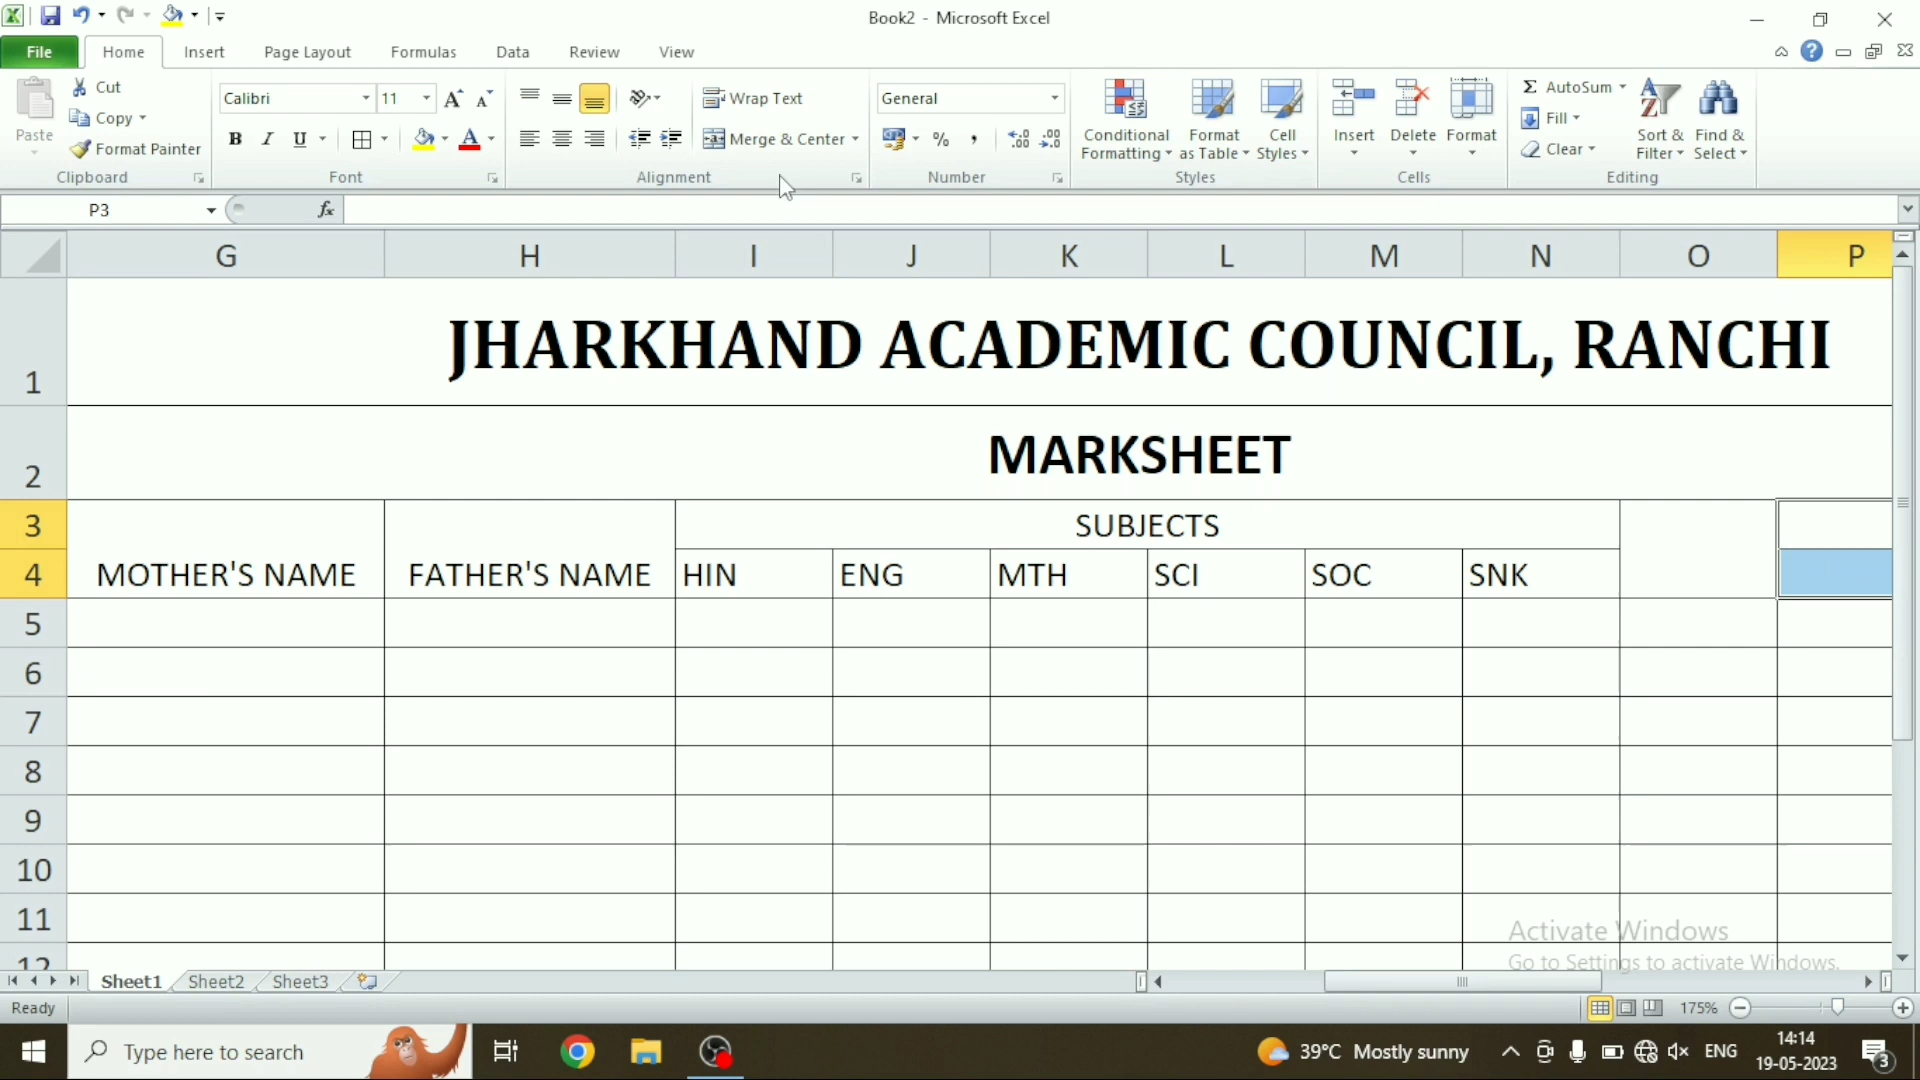 Book2 - Microsoft Excel
File Home Insert Page Layout Formulas Data Review View
Paste
Cut
Copy
Format Painter
Clipboard
Calibri 11
B I U
Font
Wrap Text
Merge & Center
Alignment
General
% ,
Number
Conditional Formatting
Format as Table
Cell Styles
Styles
Insert Delete Format
Cells
Σ AutoSum
Fill
Clear
Sort & Filter
Find & Select
Editing
P3 fx
G H I J K L M N O P
1 JHARKHAND ACADEMIC COUNCIL, RANCHI
2 MARKSHEET
3 SUBJECTS
4 MOTHER'S NAME FATHER'S NAME HIN ENG MTH SCI SOC SNK
5
6
7
8
9
10
11
12
Activate Windows
Go to Settings to activate Windows.
Sheet1 Sheet2 Sheet3
Ready 175%
Type here to search
39°C Mostly sunny ENG 14:14
19-05-2023
3